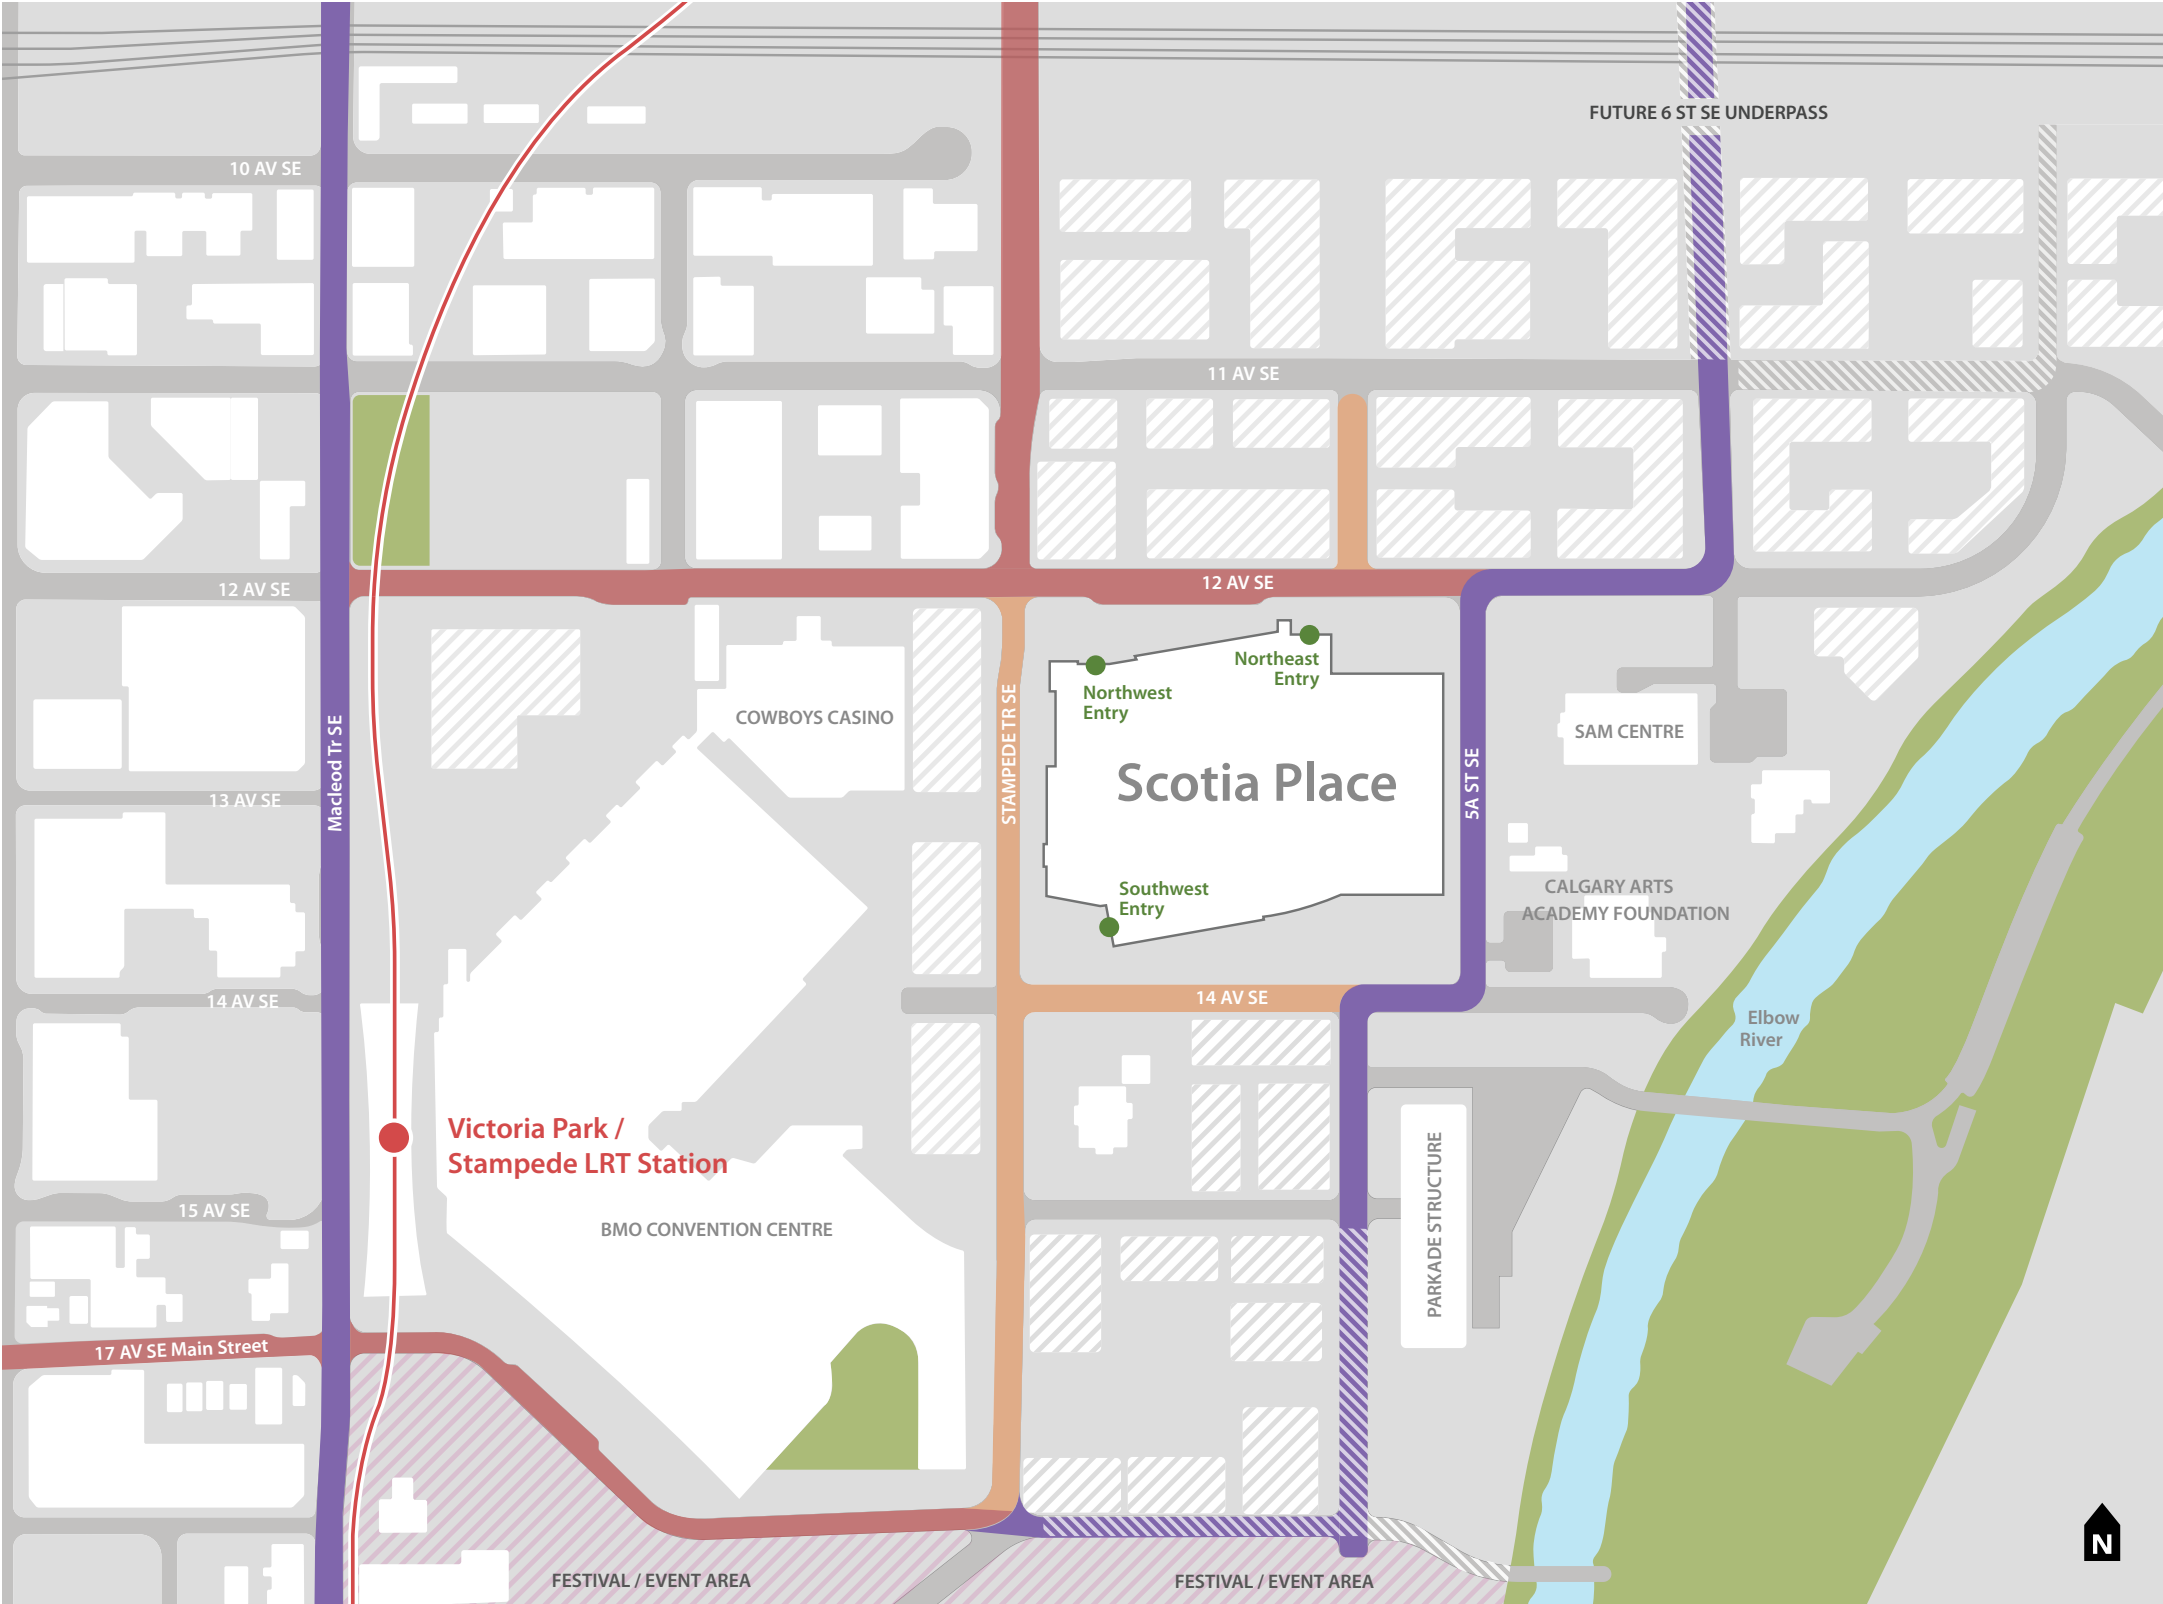 FUTURE 6 ST SE UNDERPASS
10 AV SE
11 AV SE
12 AV SE
12 AV SE
Northeast
Entry
Northwest
Entry
COWBOYS CASINO
STAMPEDE TR SE
Scotia Place
SAM CENTRE
Macleod Tr SE
5A ST SE
13 AV SE
Southwest
Entry
CALGARY ARTS
ACADEMY FOUNDATION
14 AV SE
14 AV SE
Elbow
River
Victoria Park /
Stampede LRT Station
PARKADE STRUCTURE
15 AV SE
BMO CONVENTION CENTRE
17 AV SE Main Street
N
FESTIVAL / EVENT AREA
FESTIVAL / EVENT AREA